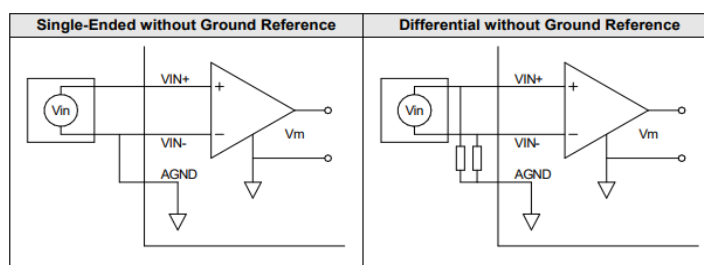 Single-Ended without Ground Reference
Differential without Ground Reference
Vin
VIN+
+
VIN-
−
Vm
AGND
Vin
VIN+
+
VIN-
−
Vm
AGND